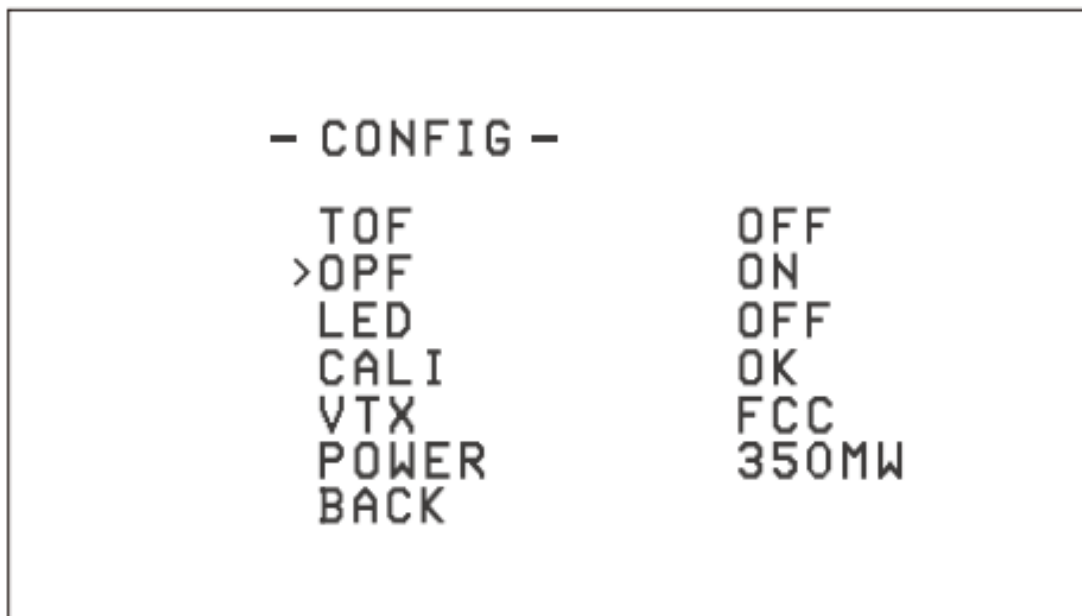 - CONFIG -
TOF OFF
>OPF ON
LED OFF
CALI OK
VTX FCC
POWER 350MW
BACK